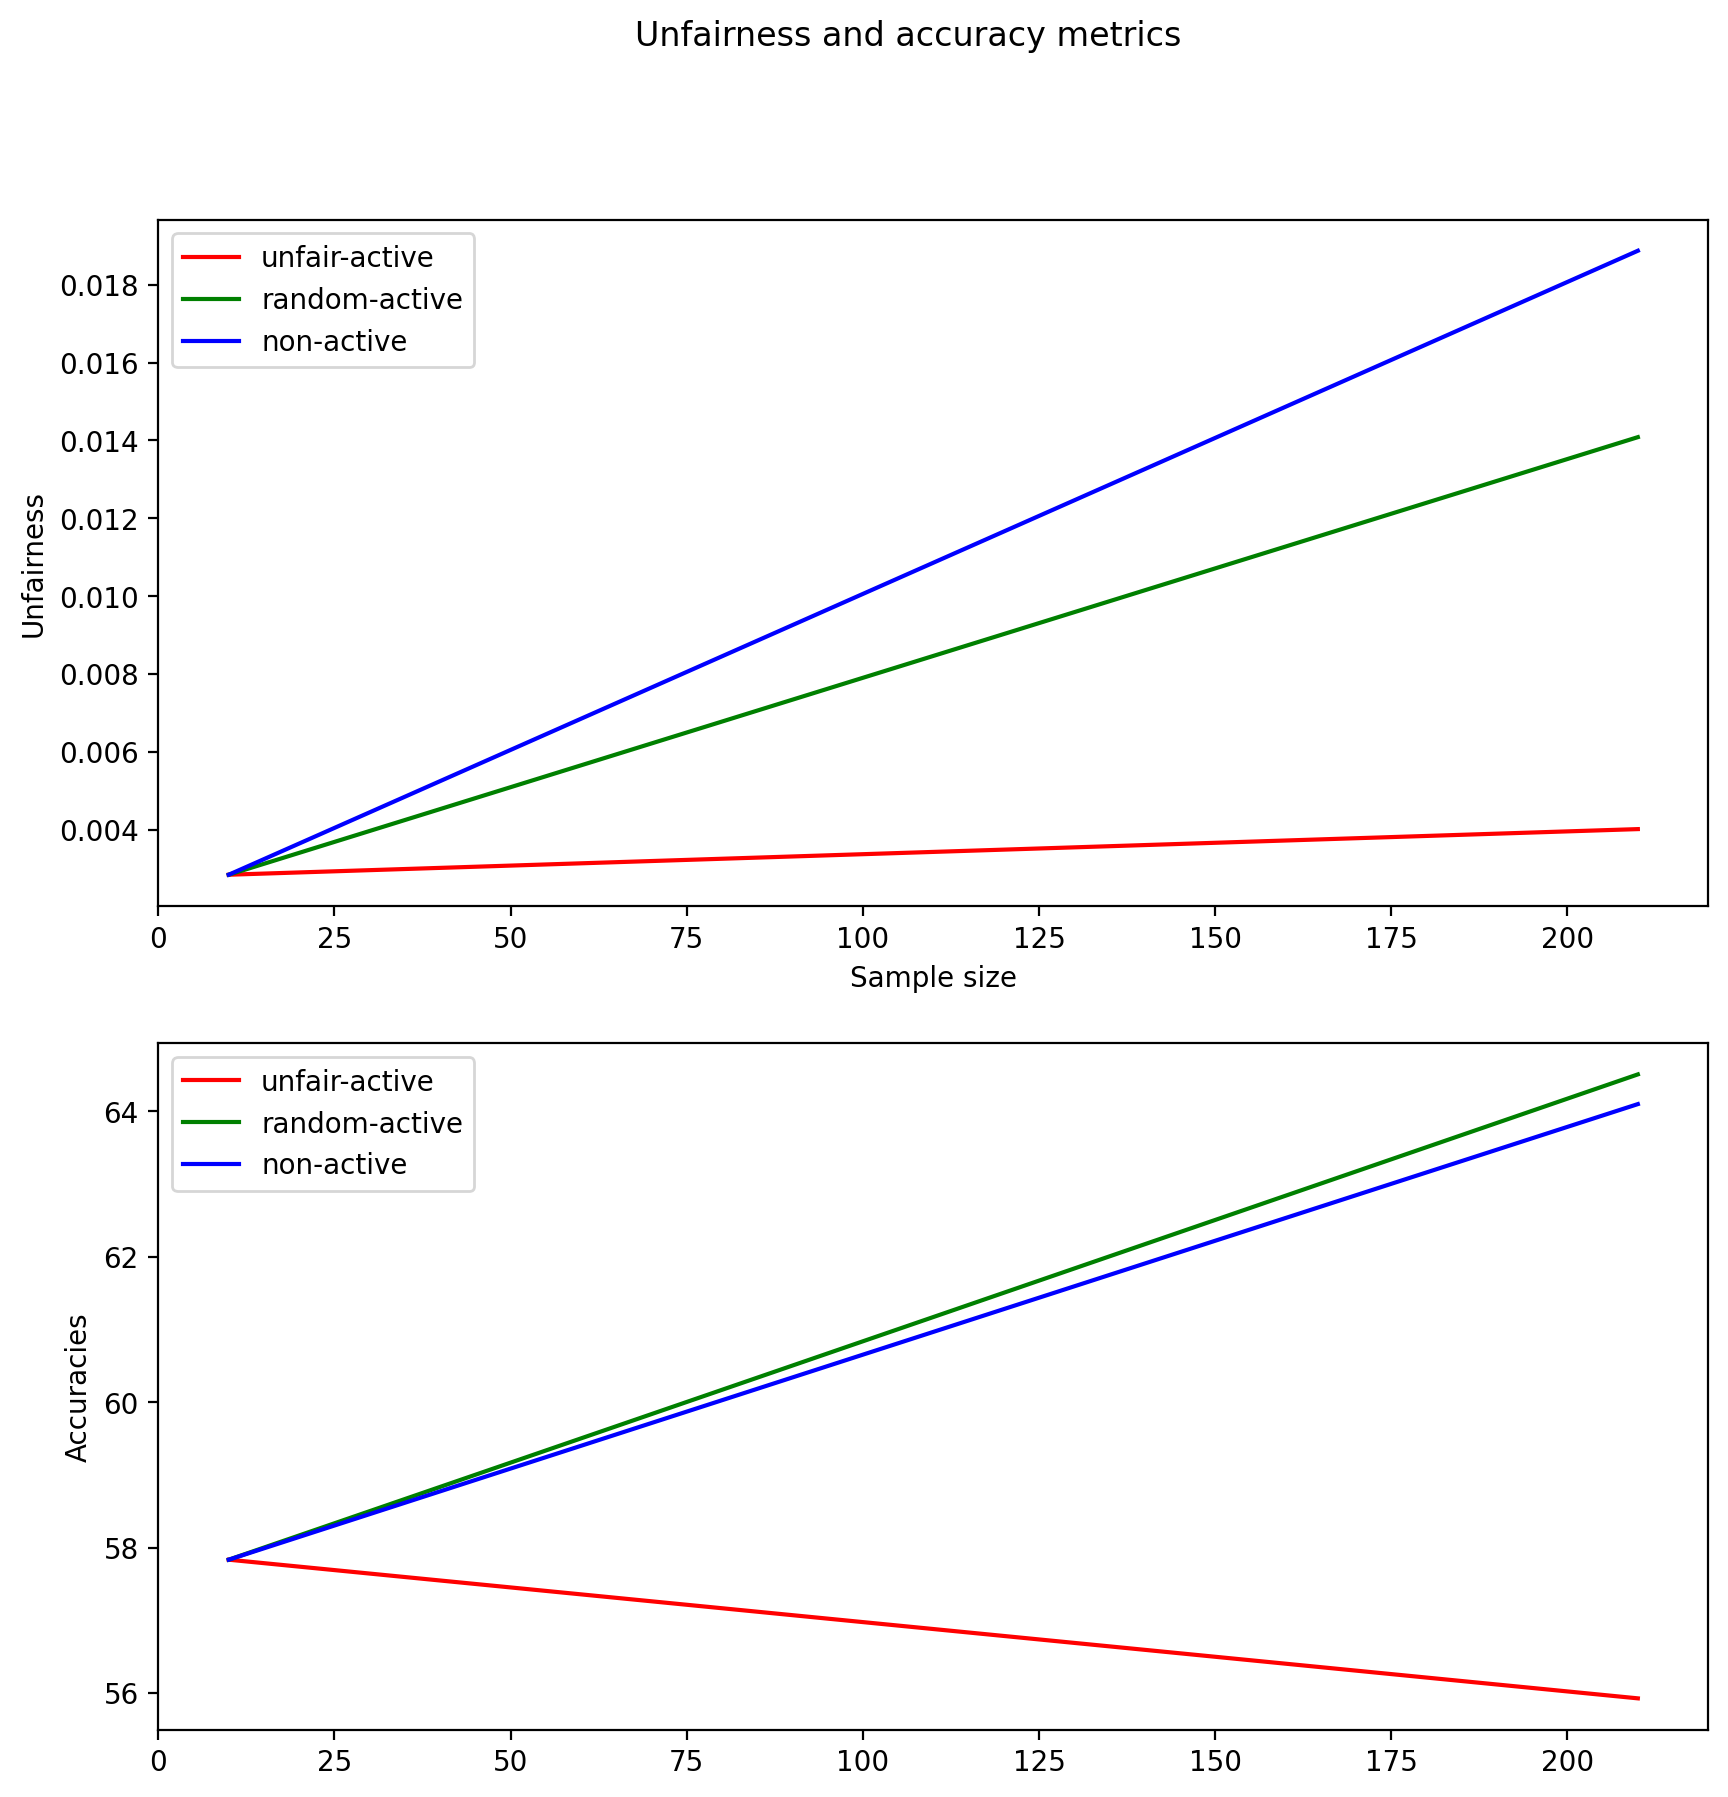 Unfairness and accuracy metrics
unfair-active
random-active
non-active
0.018
0.016
0.014
0.012
0.010
0.008
0.006
0.004
Unfairness
0 25 50 75 100 125 150 175 200
Sample size
unfair-active
random-active
non-active
64
62
60
58
56
Accuracies
0 25 50 75 100 125 150 175 200